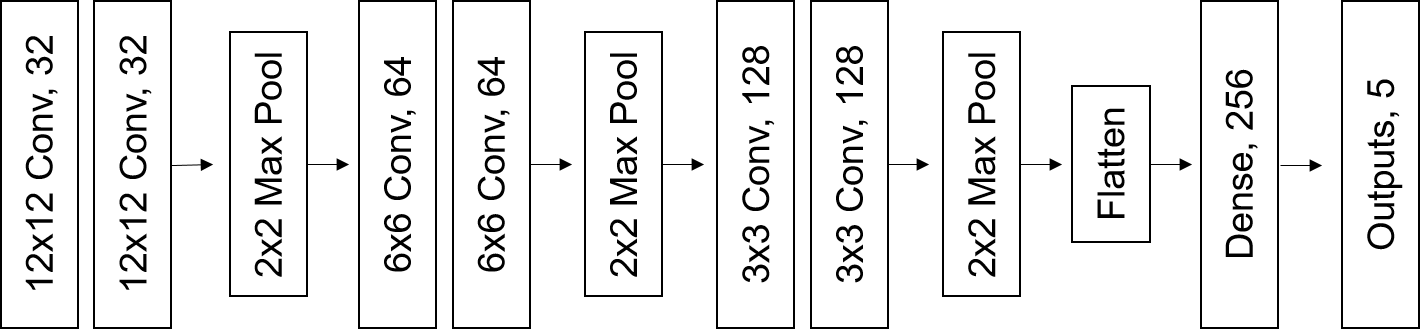 12x12 Conv, 32
12x12 Conv, 32
2x2 Max Pool
6x6 Conv, 64
6x6 Conv, 64
2x2 Max Pool
3x3 Conv, 128
3x3 Conv, 128
2x2 Max Pool
Flatten
Dense, 256
Outputs, 5